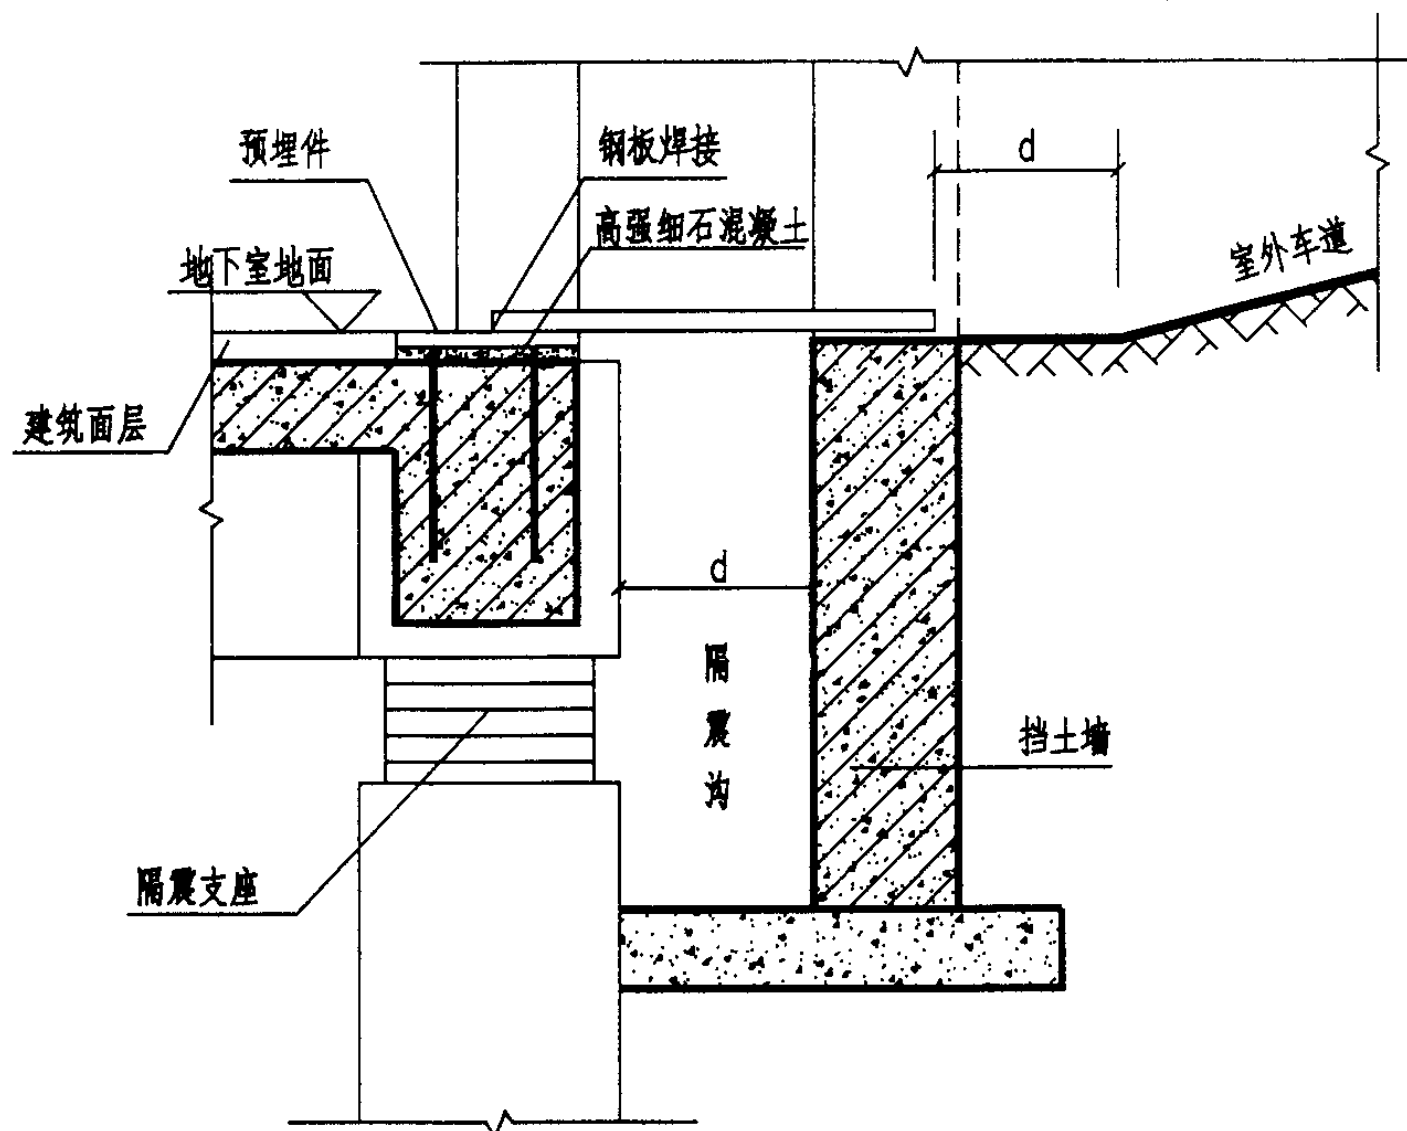 预埋件
钢板焊接
d
高强细石混凝土
地下室地面
室外车道
建筑面层
d
隔震沟
挡土墙
隔震支座